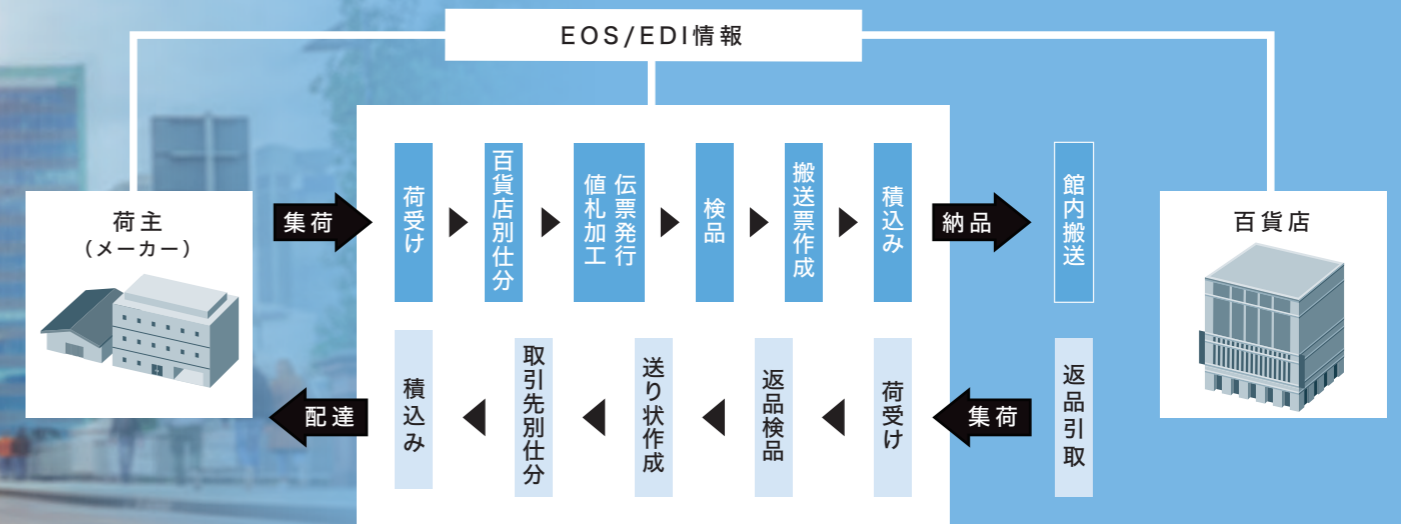 EOS/EDI情報
荷主
（メーカー）
集荷
荷受け
百貨店別仕分
伝票発行
値札加工
検品
搬送票作成
積込み
納品
館内搬送
百貨店
返品引取
集荷
荷受け
返品検品
送り状作成
取引先別仕分
積込み
配達